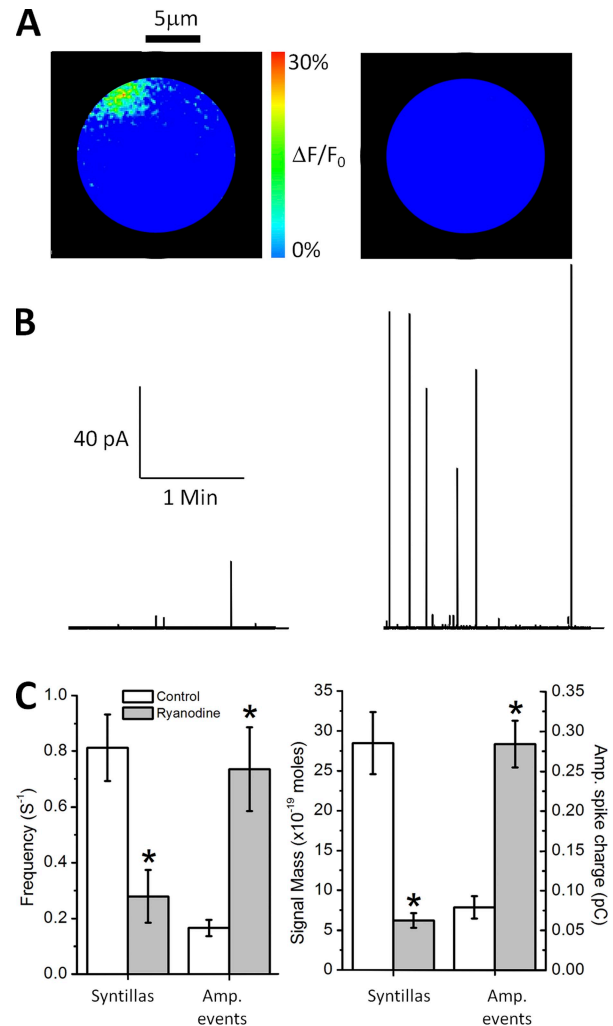 A
5μm
30%
ΔF/F₀
0%
B
40 pA
1 Min
C
Control
Ryanodine
Frequency (S⁻¹)
1.0
0.8
0.6
0.4
0.2
0.0
*
*
Syntillas
Amp. events
Signal Mass (x10⁻¹⁹ moles)
35
30
25
20
15
10
5
0
*
*
0.35
0.30
0.25
0.20
0.15
0.10
0.05
0.00
Amp. spike charge (pC)
Syntillas
Amp. events